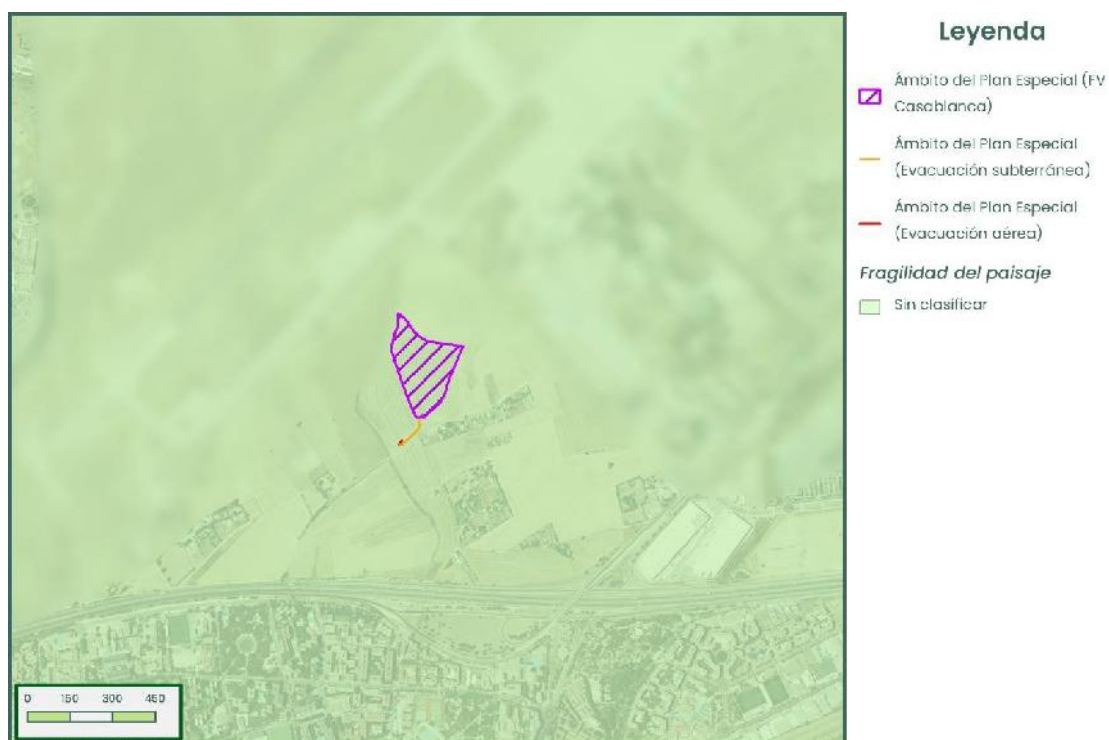 Leyenda
Ámbito del Plan Especial (FV
Casablanca)
Ámbito del Plan Especial
(Evacuación subterránea)
Ámbito del Plan Especial
(Evacuación aérea)
Fragilidad del paisaje
Sin clasificar
0 150 300 450